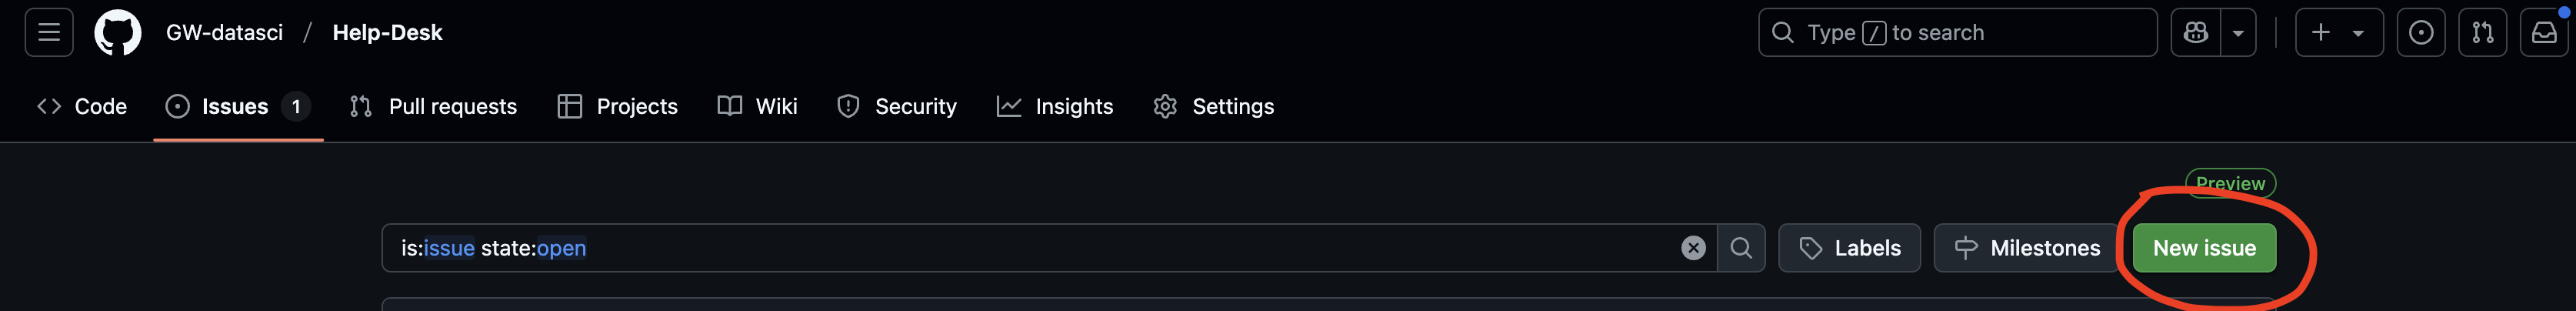 GW-datasci / Help-Desk Type / to search
Code Issues 1 Pull requests Projects Wiki Security Insights Settings
Preview
is:issue state:open Labels Milestones New issue